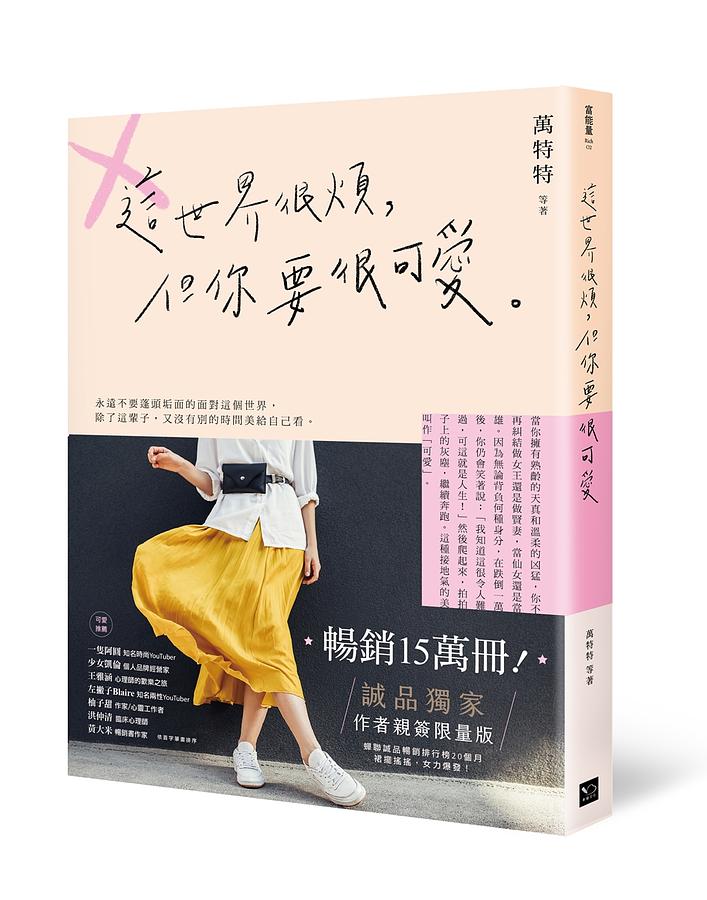 這世界很煩，
但你要很可愛。
萬特特
等著
永遠不要蓬頭垢面的面對這個世界，
除了這輩子，又沒有別的時間美給自己看。
當你擁有熟齡的天真和溫柔的凶猛，你不
再糾結做女王還是做賢妻，當仙女還是當
雄。因為無論背負何種身分，在跌倒一萬
後，你仍會笑著說：「我知道這很令人難
過，可這就是人生！」然後爬起來，拍拍
子上的灰塵，繼續奔跑。這種接地氣的美
叫作「可愛」。
可愛
推薦
一隻阿圓 知名時尚YouTuber
少女凱倫 個人品牌經營家
王雅涵 心理師的歡樂之旅
左撇子Blaire 知名兩性YouTuber
柚子甜 作家/心靈工作者
洪仲清 臨床心理師
黃大米 暢銷書作家
依首字筆畫排序
暢銷15萬冊！
誠品獨家
作者親簽限量版
蟬聯誠品暢銷排行榜20個月
裙擺搖搖，女力爆發！
富能量
Rich
這世界很煩，但你要很可愛
萬特特 等著